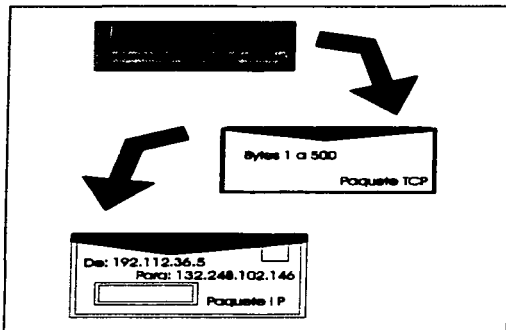 Bytes 1 a 500
Paquete TCP
De: 192.112.36.5
Para: 132.248.102.146
Paquete IP